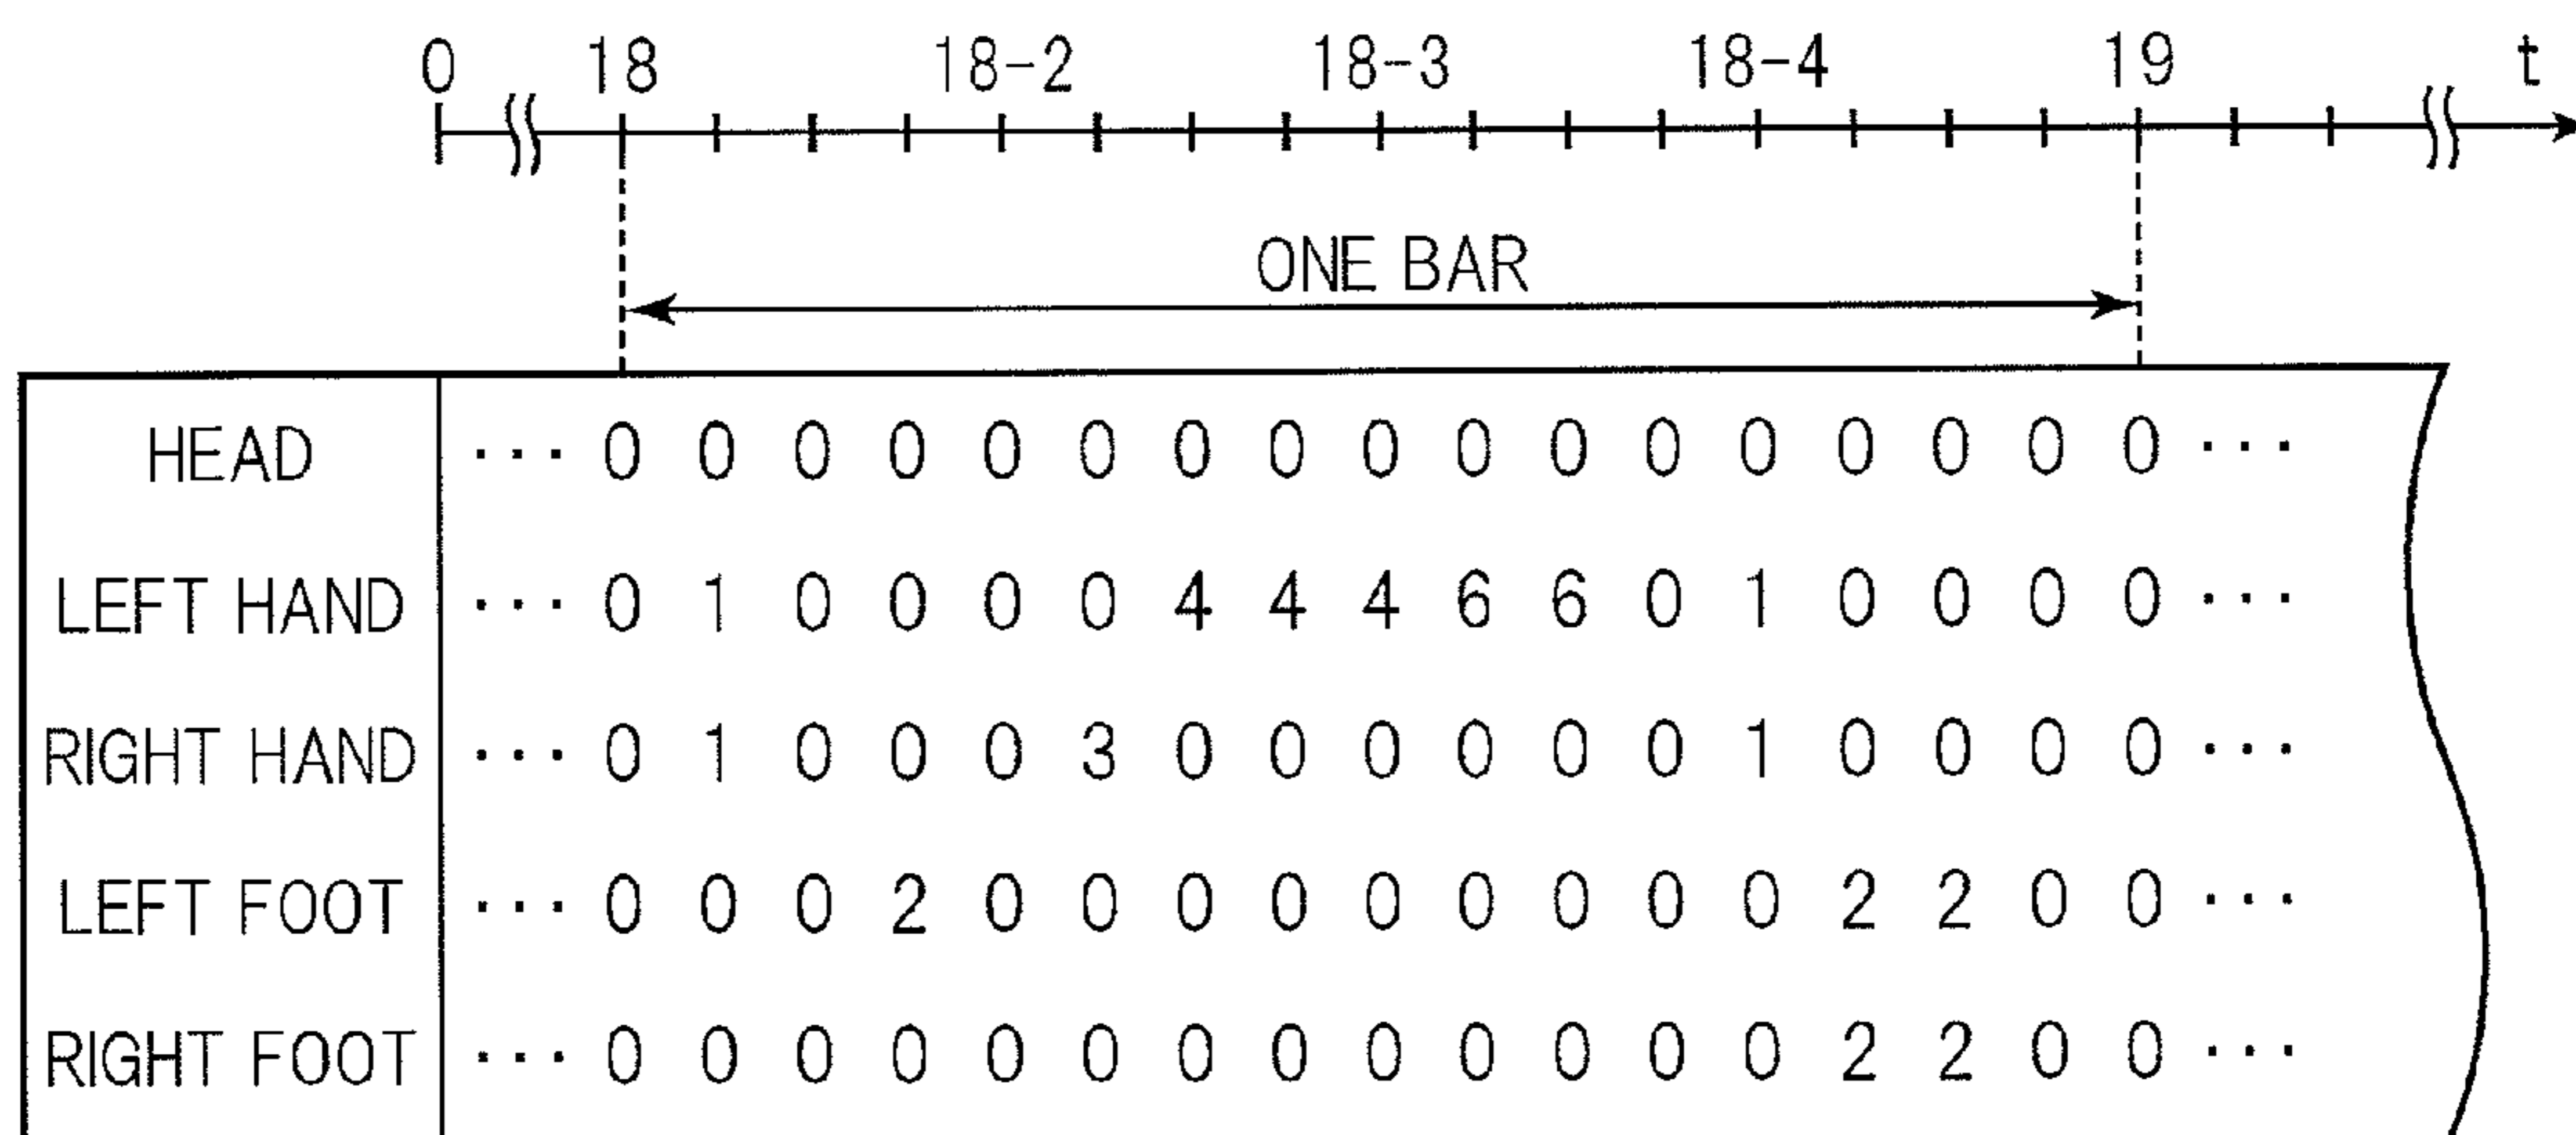 0 18 18-2 18-3 18-4 19 t
ONE BAR
HEAD ··· 0 0 0 0 0 0 0 0 0 0 0 0 0 0 0 0 0 ···
LEFT HAND ··· 0 1 0 0 0 0 4 4 4 6 6 0 1 0 0 0 0 ···
RIGHT HAND ··· 0 1 0 0 0 3 0 0 0 0 0 0 1 0 0 0 0 ···
LEFT FOOT ··· 0 0 0 2 0 0 0 0 0 0 0 0 0 2 2 0 0 ···
RIGHT FOOT ··· 0 0 0 0 0 0 0 0 0 0 0 0 0 2 2 0 0 ···